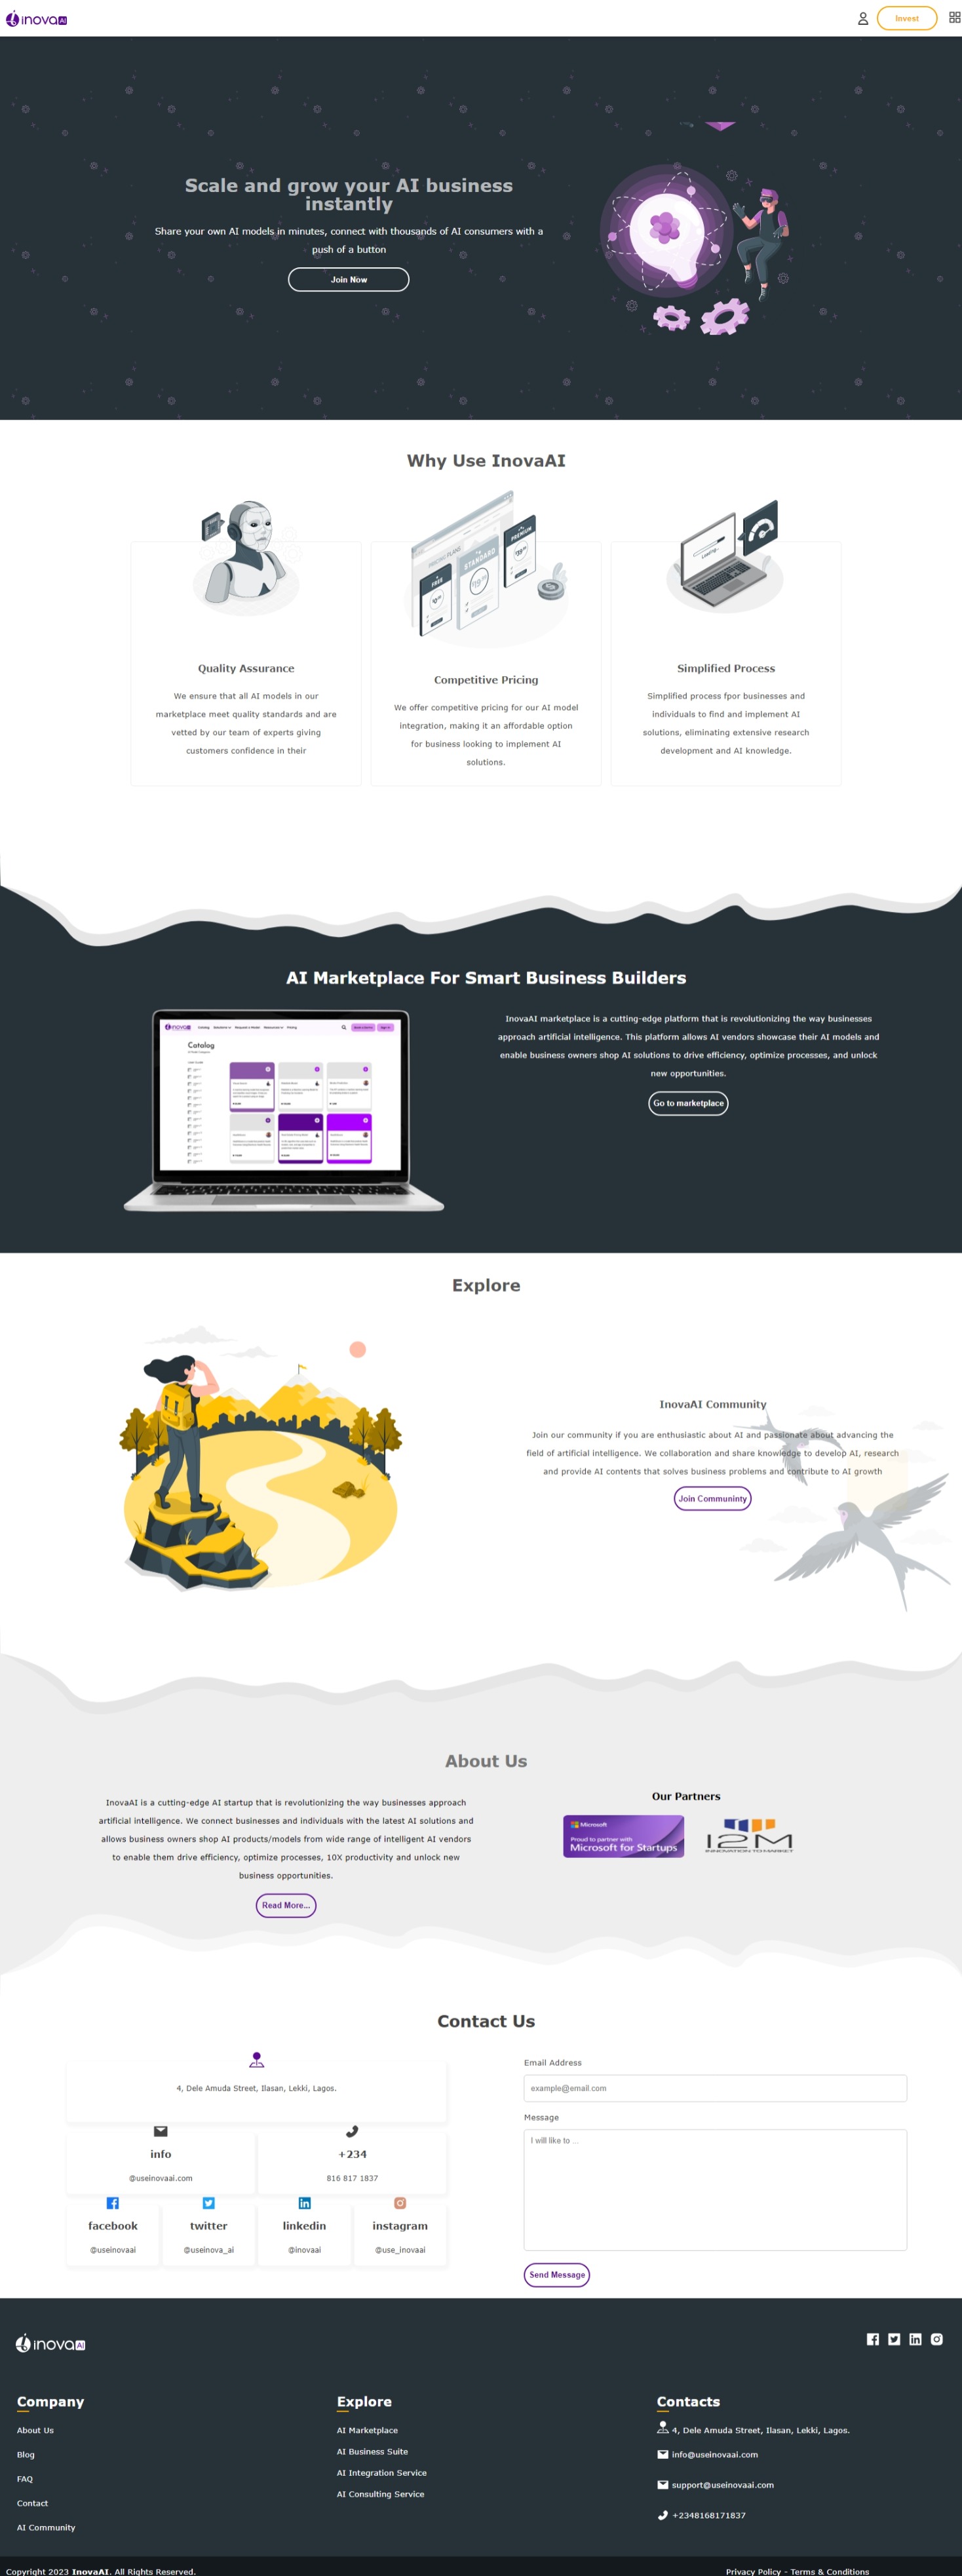 inovaAI
Invest
Scale and grow your AI business
instantly
Share your own AI models in minutes, connect with thousands of AI consumers with a
push of a button
Join Now
Why Use InovaAI
PRICING PLANS
FREE
STANDARD
PREMIUM
Loading...
Quality Assurance
We ensure that all AI models in our
marketplace meet quality standards and are
vetted by our team of experts giving
customers confidence in their
Competitive Pricing
We offer competitive pricing for our AI model
integration, making it an affordable option
for business looking to implement AI
solutions.
Simplified Process
Simplified process fpor businesses and
individuals to find and implement AI
solutions, eliminating extensive research
development and AI knowledge.
AI Marketplace For Smart Business Builders
inovaAI
Catalog
InovaAI marketplace is a cutting-edge platform that is revolutionizing the way businesses
approach artificial intelligence. This platform allows AI vendors showcase their AI models and
enable business owners shop AI solutions to drive efficiency, optimize processes, and unlock
new opportunities.
Go to marketplace
Explore
InovaAI Community
Join our community if you are enthusiastic about AI and passionate about advancing the
field of artificial intelligence. We collaboration and share knowledge to develop AI, research
and provide AI contents that solves business problems and contribute to AI growth
Join Communinty
About Us
InovaAI is a cutting-edge AI startup that is revolutionizing the way businesses approach
artificial intelligence. We connect businesses and individuals with the latest AI solutions and
allows business owners shop AI products/models from wide range of intelligent AI vendors
to enable them drive efficiency, optimize processes, 10X productivity and unlock new
business opportunities.
Read More...
Our Partners
Microsoft
Proud to partner with
Microsoft for Startups
I2M
INNOVATION TO MARKET
Contact Us
4, Dele Amuda Street, Ilasan, Lekki, Lagos.
info
@useinovaai.com
+234
816 817 1837
facebook
@useinovaai
twitter
@useinova_ai
linkedin
@inovaai
instagram
@use_inovaai
Email Address
example@email.com
Message
I will like to ...
Send Message
inovaAI
Company
About Us
Blog
FAQ
Contact
AI Community
Explore
AI Marketplace
AI Business Suite
AI Integration Service
AI Consulting Service
Contacts
4, Dele Amuda Street, Ilasan, Lekki, Lagos.
info@useinovaai.com
support@useinovaai.com
+2348168171837
Copyright 2023 InovaAI. All Rights Reserved.
Privacy Policy - Terms & Conditions